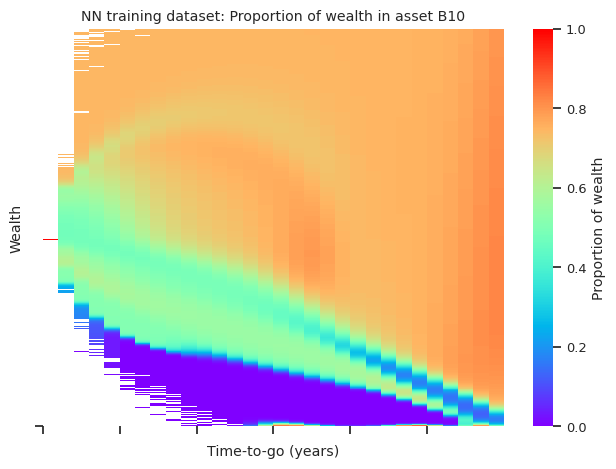 NN training dataset: Proportion of wealth in asset B10
Wealth
Time-to-go (years)
1.0
0.8
0.6
0.4
0.2
0.0
Proportion of wealth